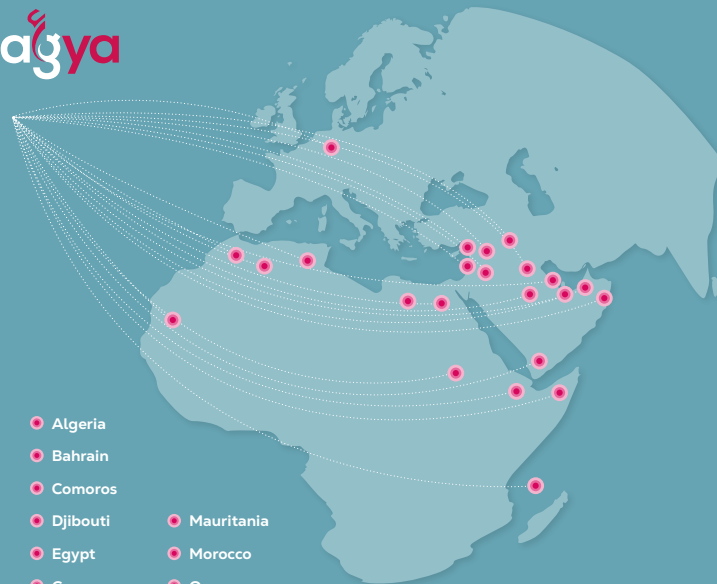 agya
Algeria
Bahrain
Comoros
Djibouti
Mauritania
Egypt
Morocco